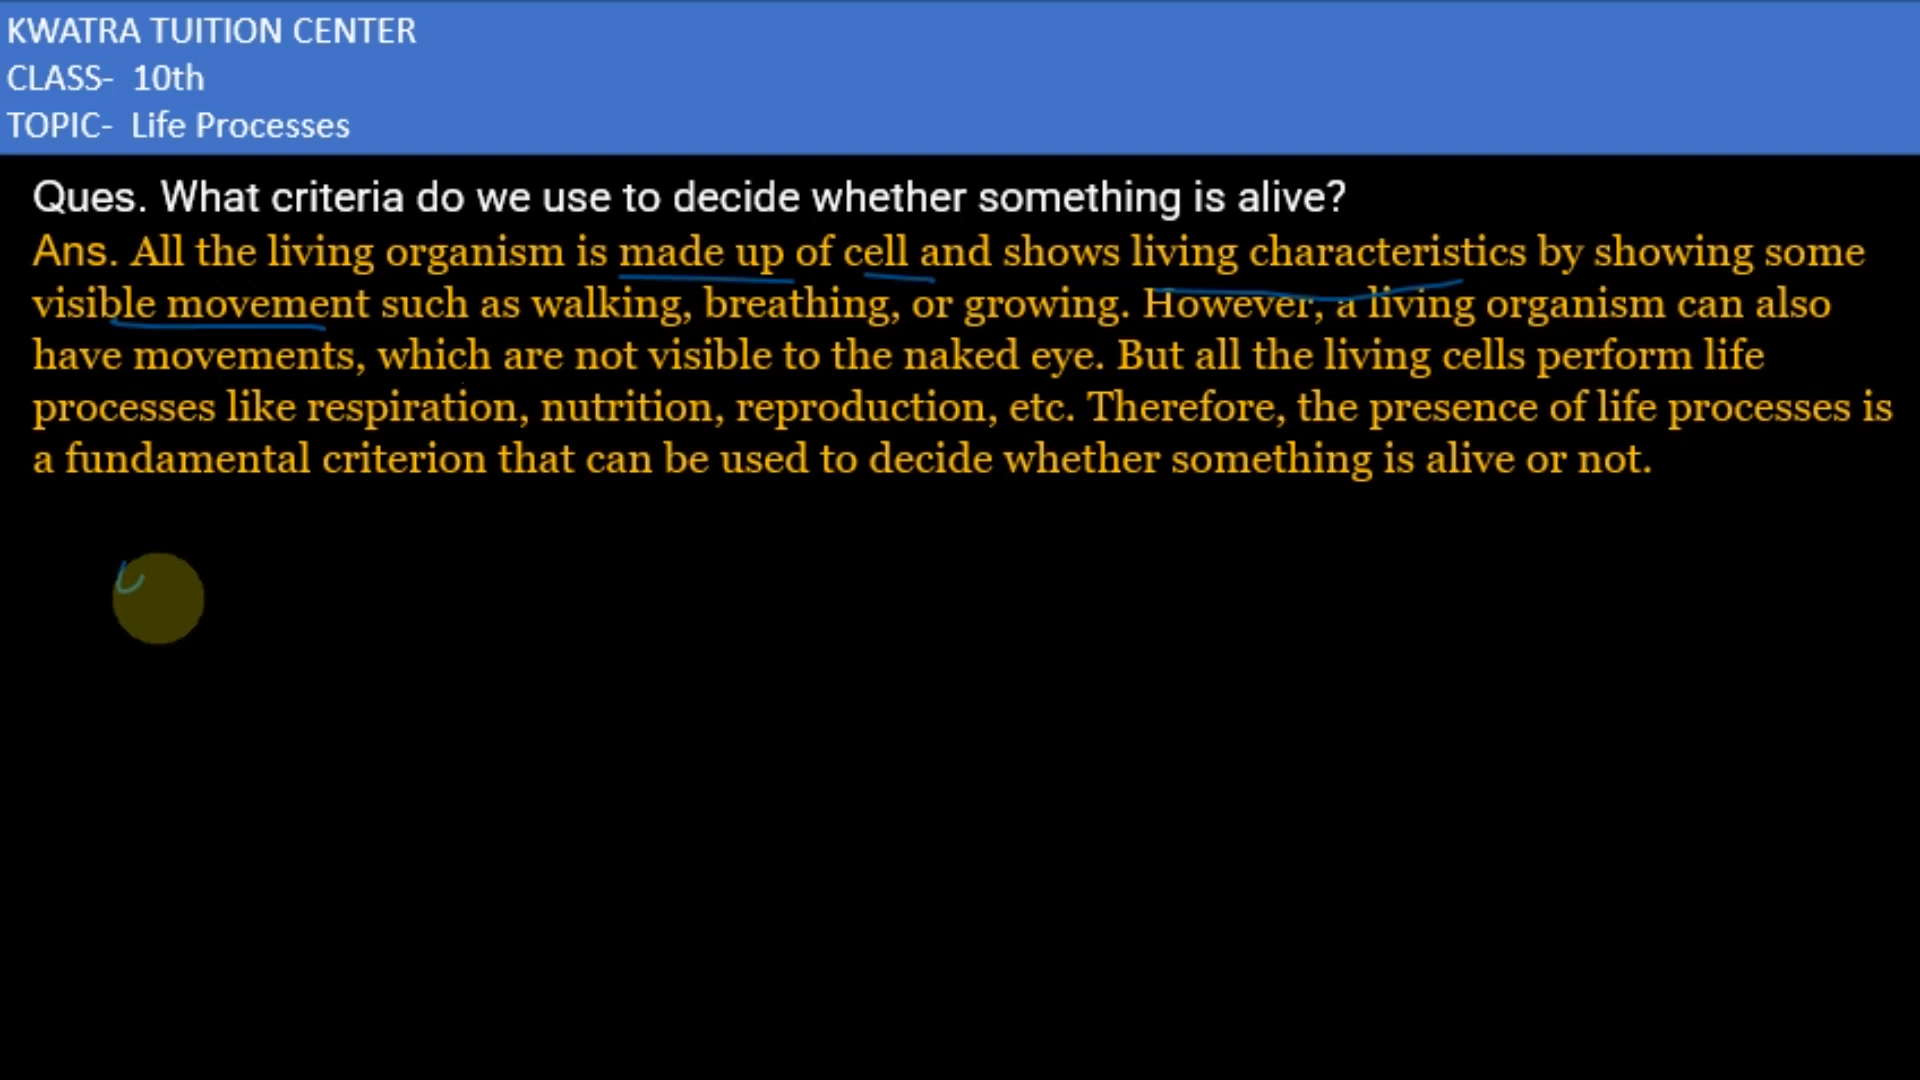 KWATRA TUITION CENTER
CLASS-  10th
TOPIC-  Life Processes
Ques. What criteria do we use to decide whether something is alive?
Ans. All the living organism is made up of cell and shows living characteristics by showing some
visible movement such as walking, breathing, or growing. However, a living organism can also
have movements, which are not visible to the naked eye. But all the living cells perform life
processes like respiration, nutrition, reproduction, etc. Therefore, the presence of life processes is
a fundamental criterion that can be used to decide whether something is alive or not.